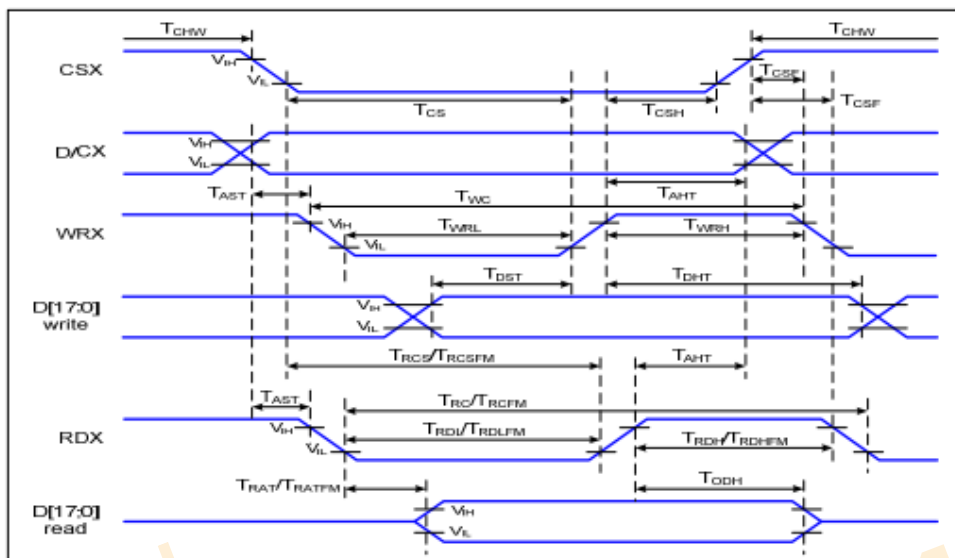 TCHW TCHW
CSX VIH VIL
TCSF
TCS TCSH TCSF
D/CX VIH VIL
TAST TWC TAHT
WRX VIH VIL TWRL TWRH
TDST TDHT
D[17:0] write VIH VIL
TRCS/TRCSFM TAHT
TAST TRC/TRCFM
RDX VIH VIL TRDL/TRDLFM TRDH/TRDHFM
TRAT/TRATFM TODH
D[17:0] read VIH VIL